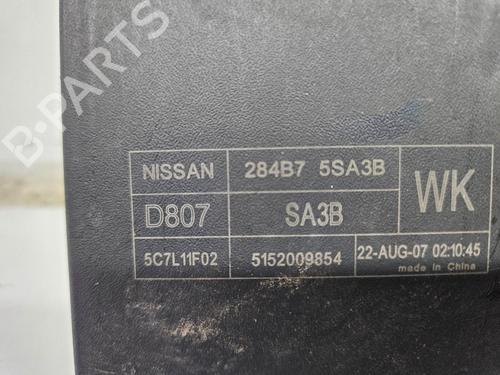 B-PARTS
NISSAN 284B7 5SA3B
WK
D807 SA3B
5C7L11F02 5152009854 22-AUG-07 02:10:45
made in China